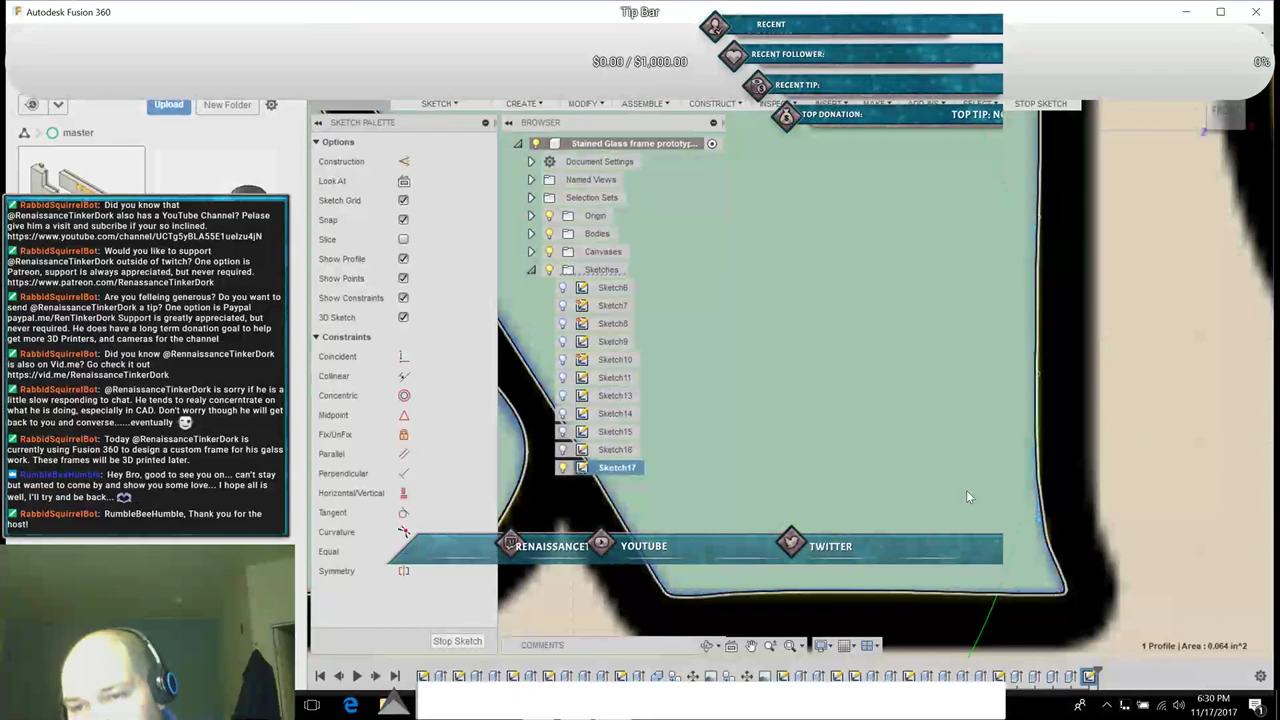 Autodesk Fusion 360
Tip Bar
RECENT
RECENT FOLLOWER:
$0.00 / $1,000.00
0%
RECENT TIP:
TOP DONATION:
TOP TIP: N
Upload
New Folder
SKETCH
CREATE
MODIFY
ASSEMBLE
CONSTRUCT
STOP SKETCH
master
SKETCH PALETTE
Options
Construction
Look At
Sketch Grid
Snap
Slice
Show Profile
Show Points
Show Constraints
3D Sketch
Constraints
Coincident
Collinear
Concentric
Midpoint
Fix/UnFix
Parallel
Perpendicular
Horizontal/Vertical
Tangent
Curvature
Equal
Symmetry
Stop Sketch
BROWSER
Stained Glass frame prototyp...
Document Settings
Named Views
Selection Sets
Origin
Bodies
Canvases
Sketches
Sketch6
Sketch7
Sketch8
Sketch9
Sketch10
Sketch11
Sketch13
Sketch14
Sketch15
Sketch16
Sketch17
RabbidSquirrelBot: Did you know that
@RenaissanceTinkerDork also has a YouTube Channel? Pelase
give him a visit and subcribe if your so inclined.
https://www.youtube.com/channel/UCTg5yBLA55E1ueIzu4jN
RabbidSquirrelBot: Would you like to support
@RenaissanceTinkerDork outside of twitch? One option is
Patreon, support is always appreciated, but never required.
https://www.patreon.com/RenassanceTinkerDork
RabbidSquirrelBot: Are you felleing generous? Do you want to
send @RenaissanceTinkerDork a tip? One option is Paypal
paypal.me/RenTinkerDork Support is greatly appreciated, but
never required. He does have a long term donation goal to help
get more 3D Printers, and cameras for the channel
RabbidSquirrelBot: Did you know @RennaissanceTinkerDork
is also on Vid.me? Go check it out
https://vid.me/RenaissanceTinkerDork
RabbidSquirrelBot: @RenaissanceTinkerDork is sorry if he is a
little slow responding to chat. He tends to realy concerntrate on
what he is doing, especially in CAD. Don't worry though he will get
back to you and converse......eventually
RabbidSquirrelBot: Today @RenaissanceTinkerDork is
currently using Fusion 360 to design a custom frame for his galss
work. These frames will be 3D printed later.
RumbleBeeHumble: Hey Bro, good to see you on... can't stay
but wanted to come by and show you some love... I hope all is
well, I'll try and be back...
RabbidSquirrelBot: RumbleBeeHumble, Thank you for the
host!
RENAISSANCET
YOUTUBE
TWITTER
COMMENTS
1 Profile | Area : 0.064 in^2
6:30 PM
11/17/2017